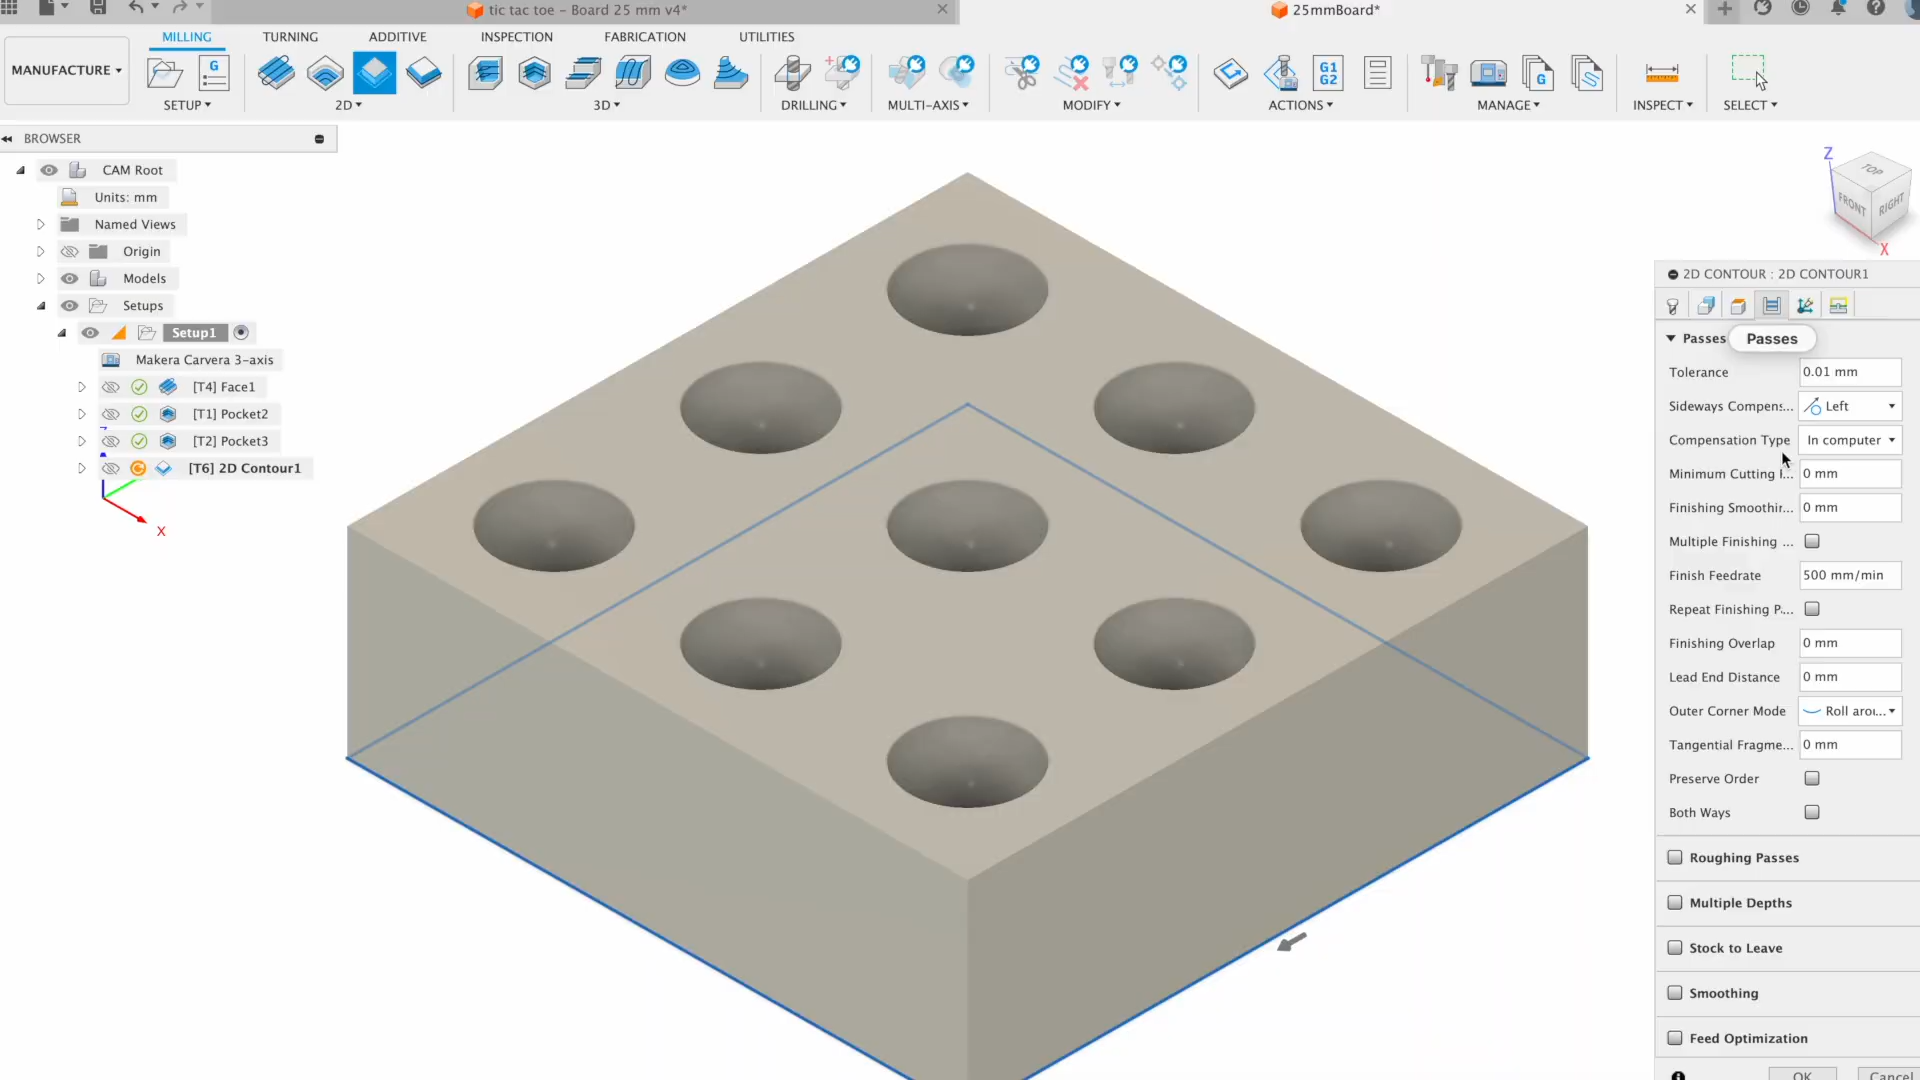 tic tac toe – Board 25 mm v4*
25mmBoard*
MILLING
TURNING
ADDITIVE
INSPECTION
FABRICATION
UTILITIES
MANUFACTURE
G
G1
G2
G
SETUP
2D
3D
DRILLING
MULTI-AXIS
MODIFY
ACTIONS
MANAGE
INSPECT
SELECT
BROWSER
CAM Root
Units: mm
Named Views
Origin
Models
Setups
Setup1
Makera Carvera 3-axis
[T4] Face1
[T1] Pocket2
[T2] Pocket3
[T6] 2D Contour1
X
Z
TOP
FRONT
RIGHT
X
2D CONTOUR : 2D CONTOUR1
Passes
Passes
Tolerance
0.01 mm
Sideways Compens...
Left
Compensation Type
In computer
Minimum Cutting
0 mm
Finishing Smoothin...
0 mm
Multiple Finishing ...
Finish Feedrate
500 mm/min
Repeat Finishing P...
Finishing Overlap
0 mm
Lead End Distance
0 mm
Outer Corner Mode
Roll arou...
Tangential Fragme...
0 mm
Preserve Order
Both Ways
Roughing Passes
Multiple Depths
Stock to Leave
Smoothing
Feed Optimization
OK
Cancel